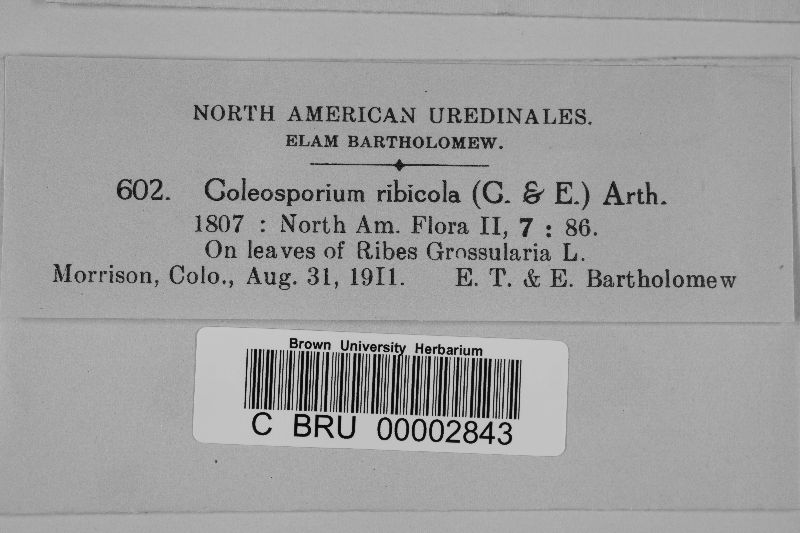 NORTH AMERICAN UREDINALES.
ELAM BARTHOLOMEW.
602. Coleosporium ribicola (C. & E.) Arth.
1807 : North Am. Flora II, 7 : 86.
On leaves of Ribes Grossularia L.
Morrison, Colo., Aug. 31, 1911. E. T. & E. Bartholomew
Brown University Herbarium
C BRU 00002843